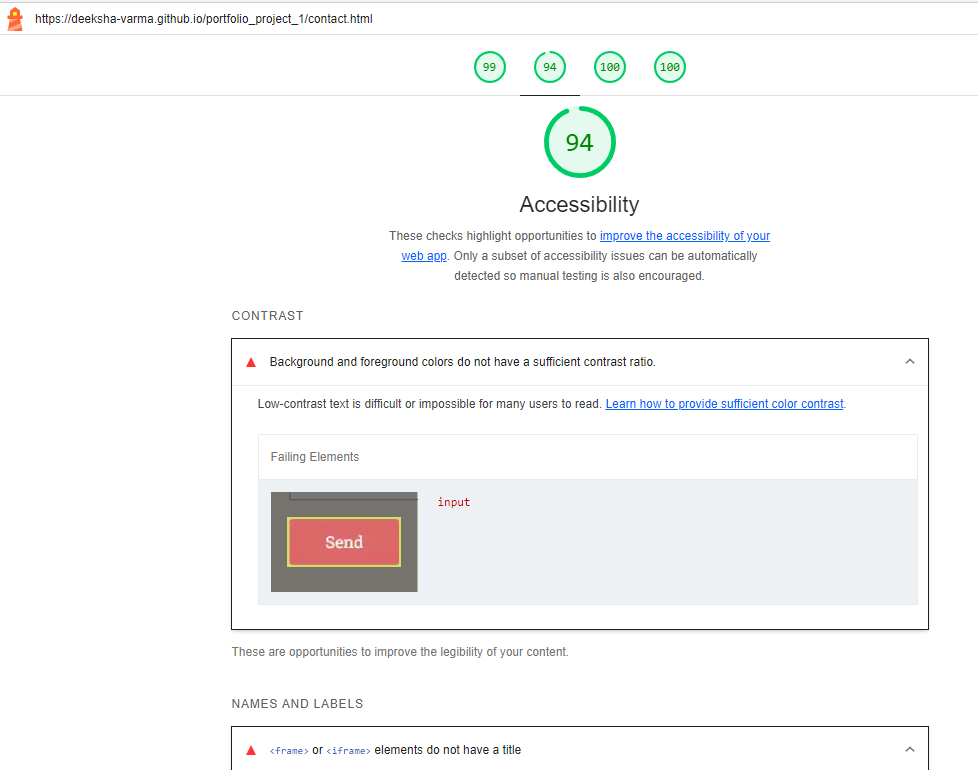 https://deeksha-varma.github.io/portfolio_project_1/contact.html
99 94 100 100
94
Accessibility
These checks highlight opportunities to improve the accessibility of your
web app. Only a subset of accessibility issues can be automatically
detected so manual testing is also encouraged.
CONTRAST
Background and foreground colors do not have a sufficient contrast ratio.
Low-contrast text is difficult or impossible for many users to read. Learn how to provide sufficient color contrast.
Failing Elements
Send
input
These are opportunities to improve the legibility of your content.
NAMES AND LABELS
<frame> or <iframe> elements do not have a title